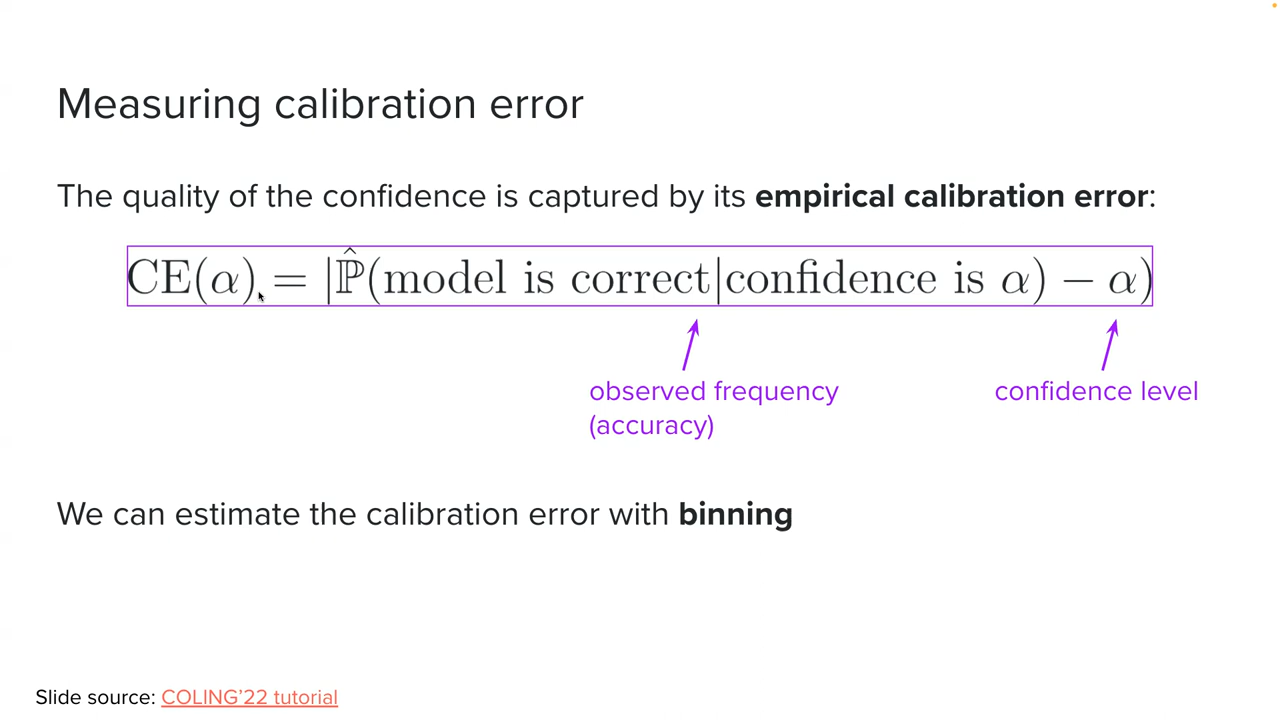 Measuring calibration error
The quality of the confidence is captured by its empirical calibration error:
CE(α) = |ℙ̂(model is correct|confidence is α) − α)
observed frequency
(accuracy)
confidence level
We can estimate the calibration error with binning
Slide source: COLING’22 tutorial